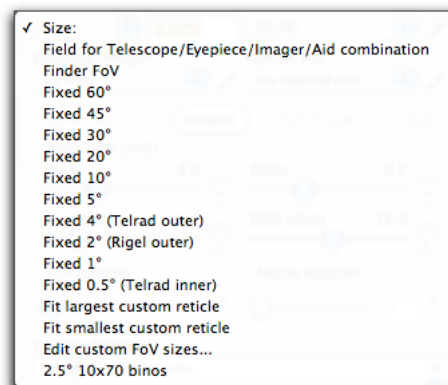 ✓ Size:
Field for Telescope/Eyepiece/Imager/Aid combination
Finder FoV
Fixed 60°
Fixed 45°
Fixed 30°
Fixed 20°
Fixed 10°
Fixed 5°
Fixed 4° (Telrad outer)
Fixed 2° (Rigel outer)
Fixed 1°
Fixed 0.5° (Telrad inner)
Fit largest custom reticle
Fit smallest custom reticle
Edit custom FoV sizes...
2.5° 10x70 binos